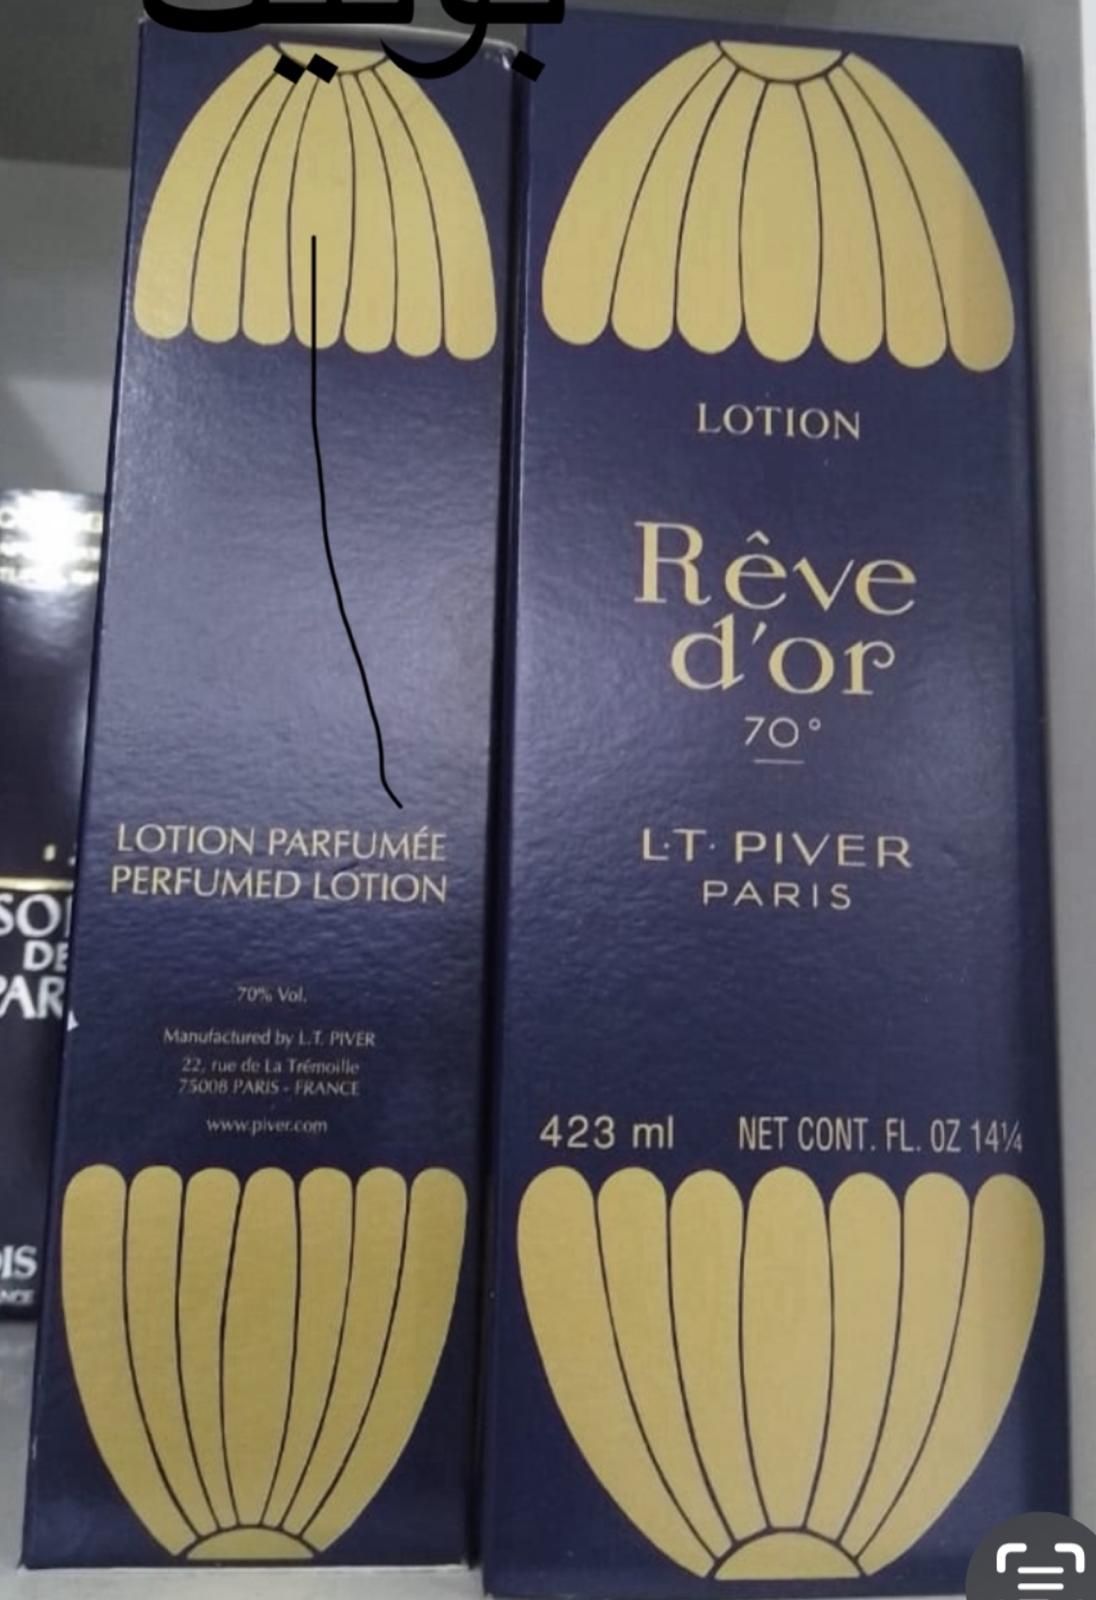 LOTION
Rêve
d'or
70°
L.T. PIVER
PARIS
423 ml NET CONT. FL. OZ 14¼
LOTION PARFUMÉE
PERFUMED LOTION
70% Vol.
Manufactured by L.T. PIVER
22, rue de La Trémoille
75008 PARIS - FRANCE
www.piver.com
DE